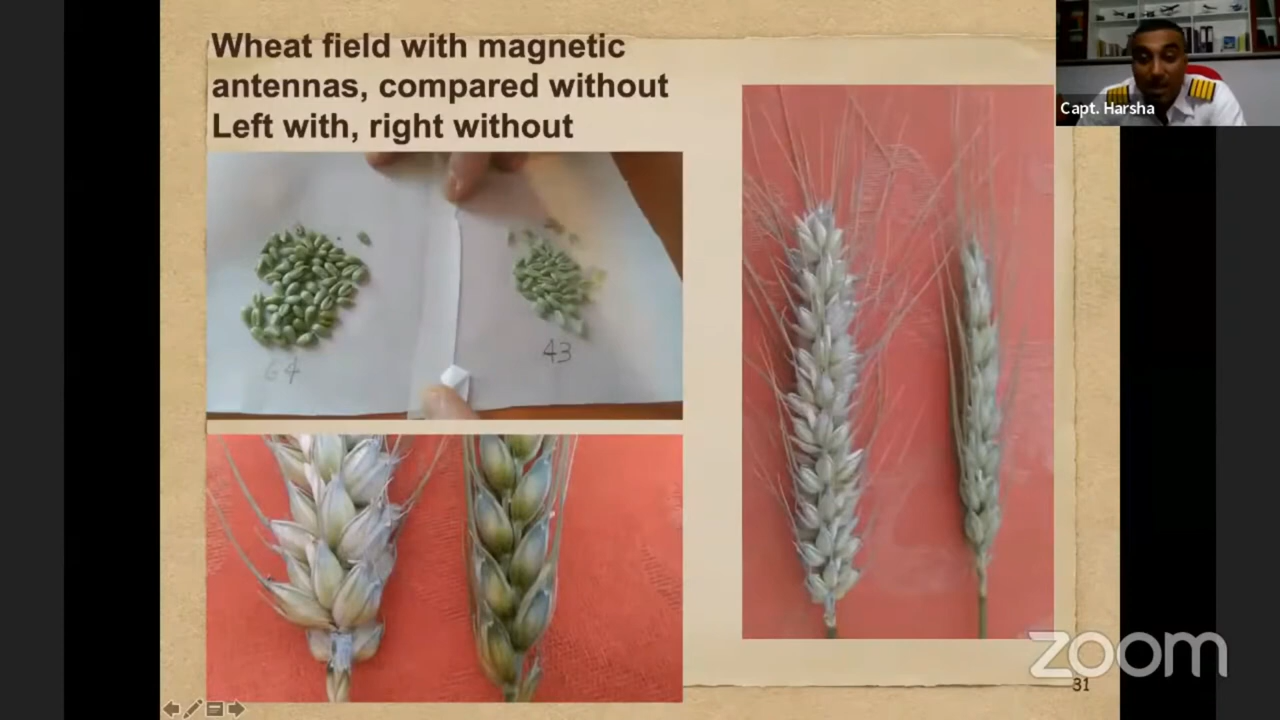 Wheat field with magnetic
antennas, compared without
Left with, right without
Capt. Harsha
64
43
zoom
31